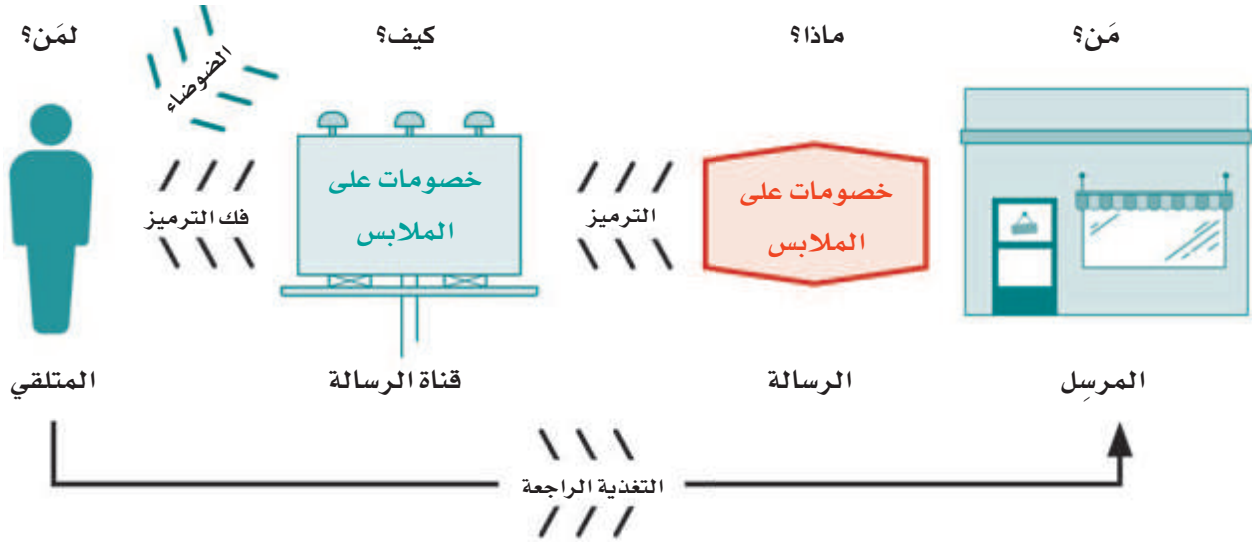 مَن؟
ماذا؟
كيف؟
لمَن؟
الضوضاء
خصومات على
الملابس
الترميز
خصومات على
الملابس
فك الترميز
المرسِل
الرسالة
قناة الرسالة
المتلقي
التغذية الراجعة